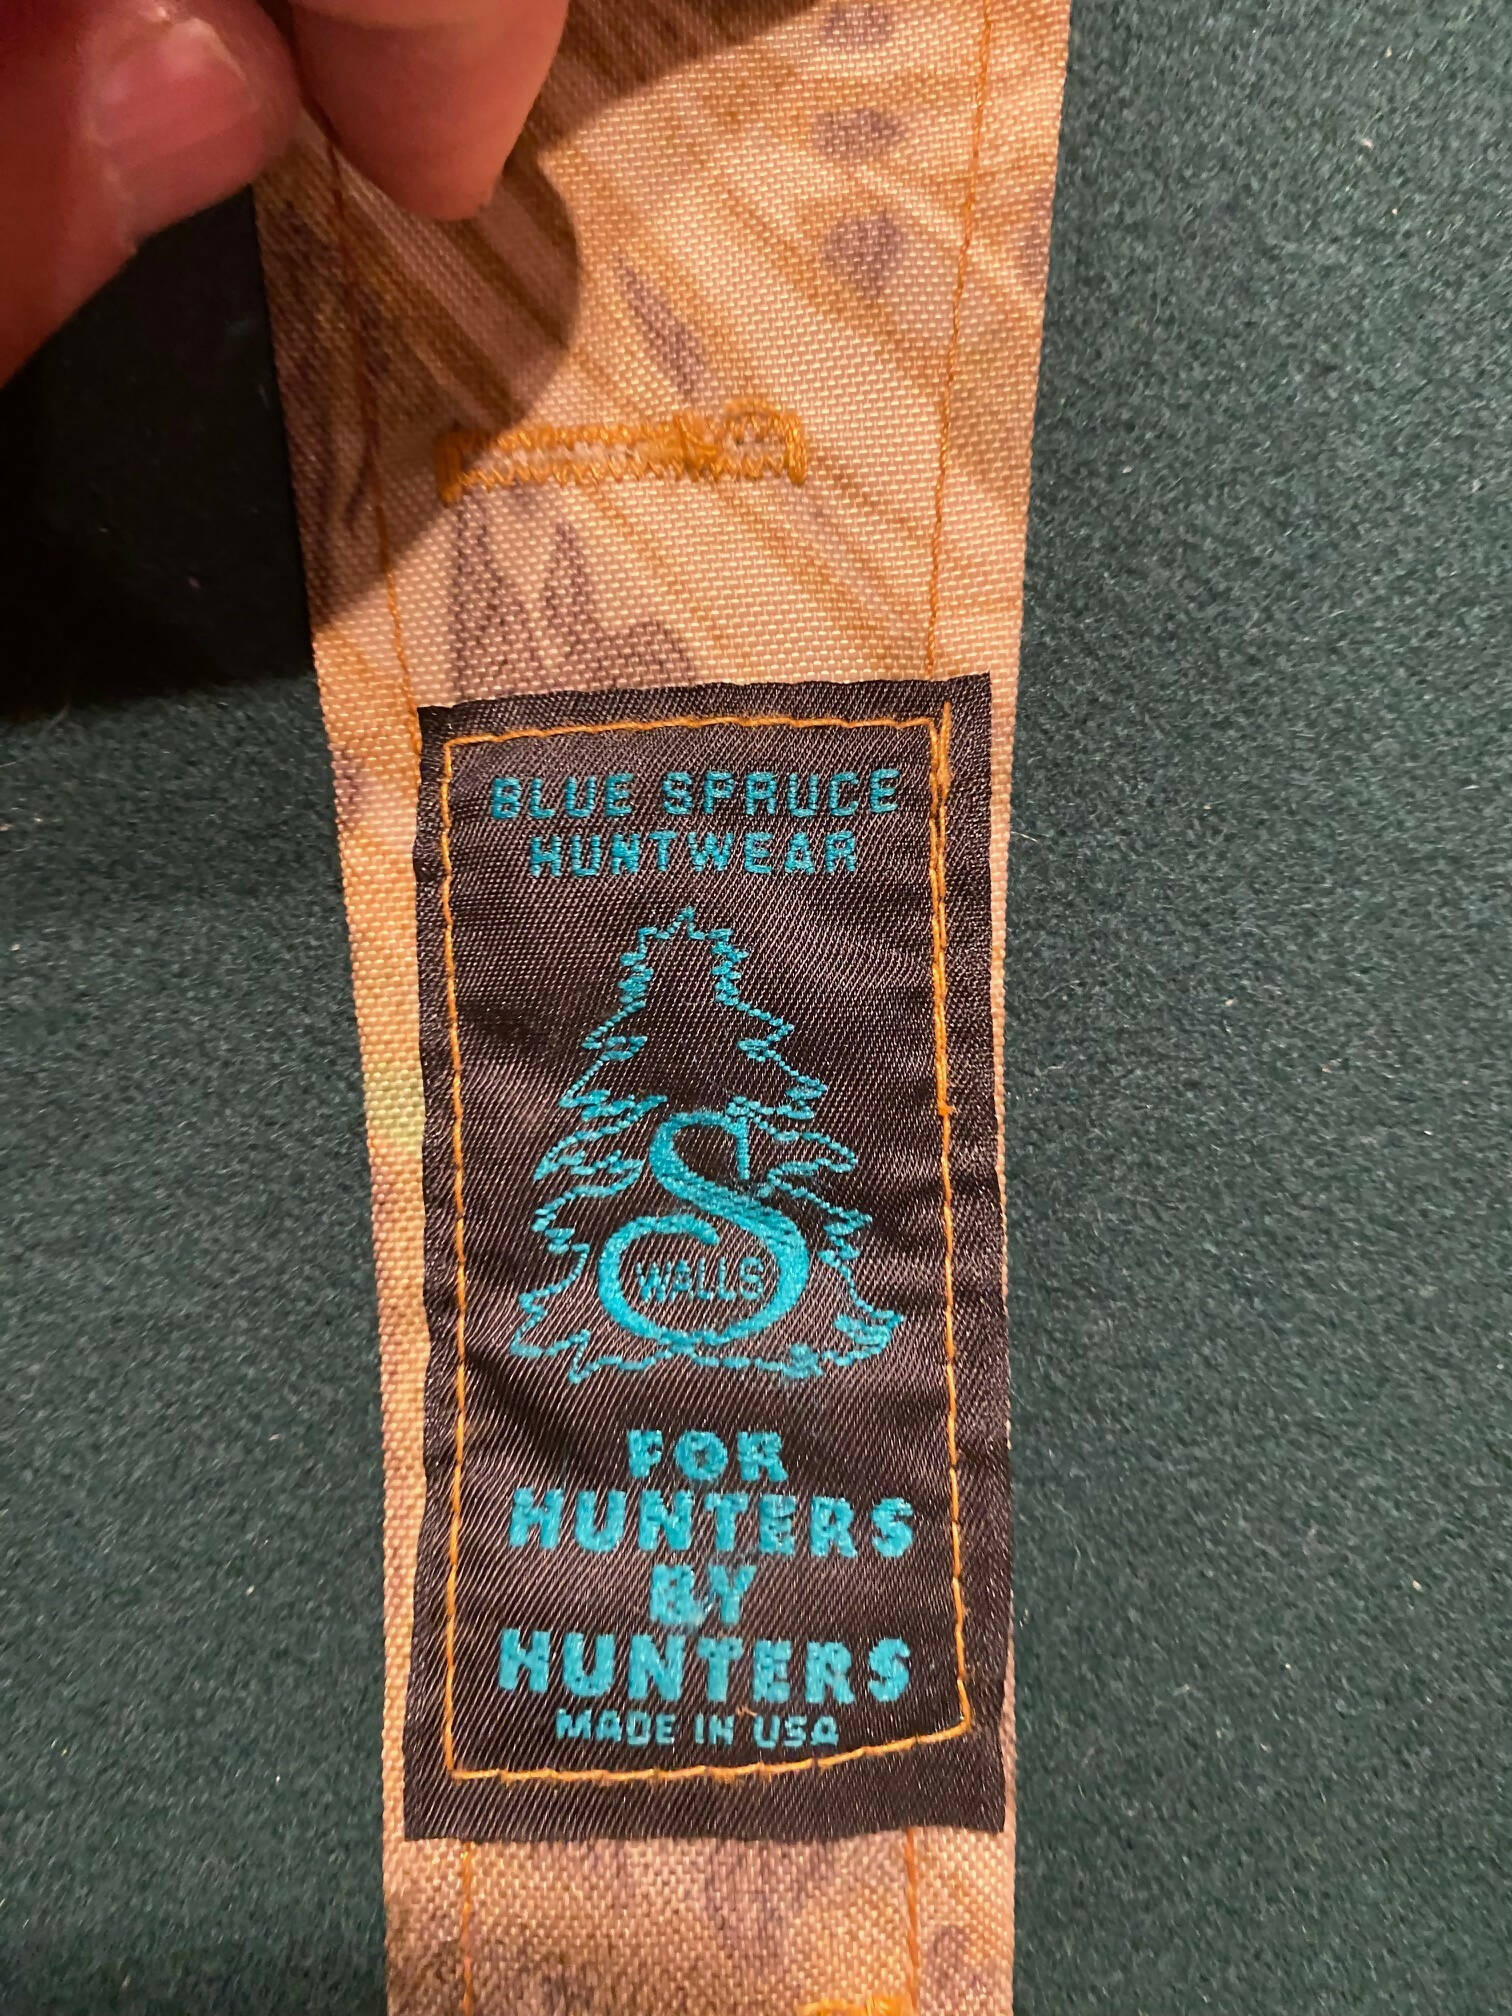 BLUE SPRUCE
HUNTWEAR
S
WALLS
FOR
HUNTERS
BY
HUNTERS
MADE IN USA